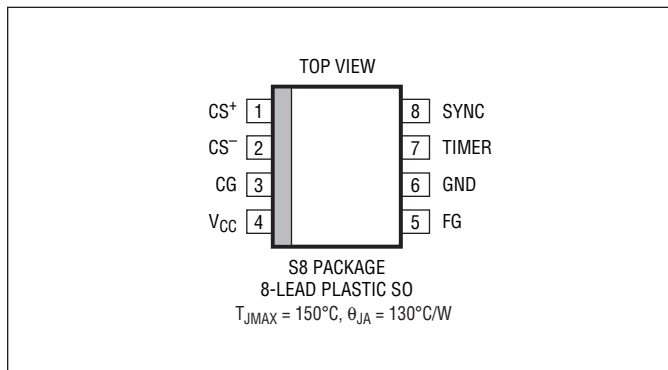 TOP VIEW
CS+ 1
CS− 2
CG 3
VCC 4
8 SYNC
7 TIMER
6 GND
5 FG
S8 PACKAGE
8-LEAD PLASTIC SO
TJMAX = 150°C, θJA = 130°C/W